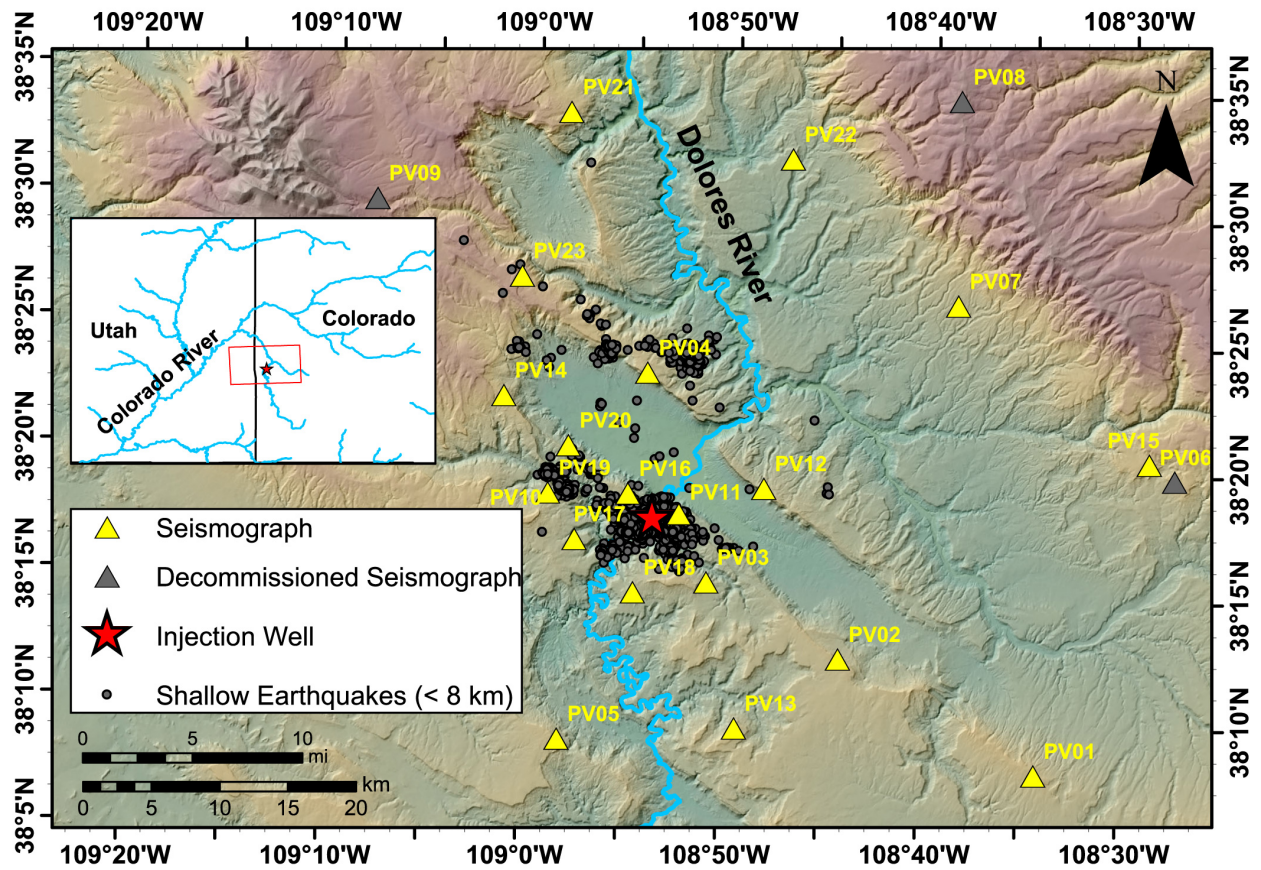 109°20'W 109°10'W 109°0'W 108°50'W 108°40'W 108°30'W
38°35'N
38°30'N
38°25'N
38°20'N
38°15'N
38°10'N
38°5'N
38°35'N
38°30'N
38°25'N
38°20'N
38°15'N
38°10'N
N
PV21
PV08
PV22
PV09
Dolores River
PV23
PV07
PV04
PV14
PV20
PV15
PV06
PV19
PV16
PV12
PV10
PV11
PV17
PV03
PV18
PV02
PV05
PV13
PV01
Utah
Colorado
Colorado River
Seismograph
Decommissioned Seismograph
Injection Well
Shallow Earthquakes (< 8 km)
0 5 10
mi
km
0 5 10 15 20
109°20'W 109°10'W 109°0'W 108°50'W 108°40'W 108°30'W